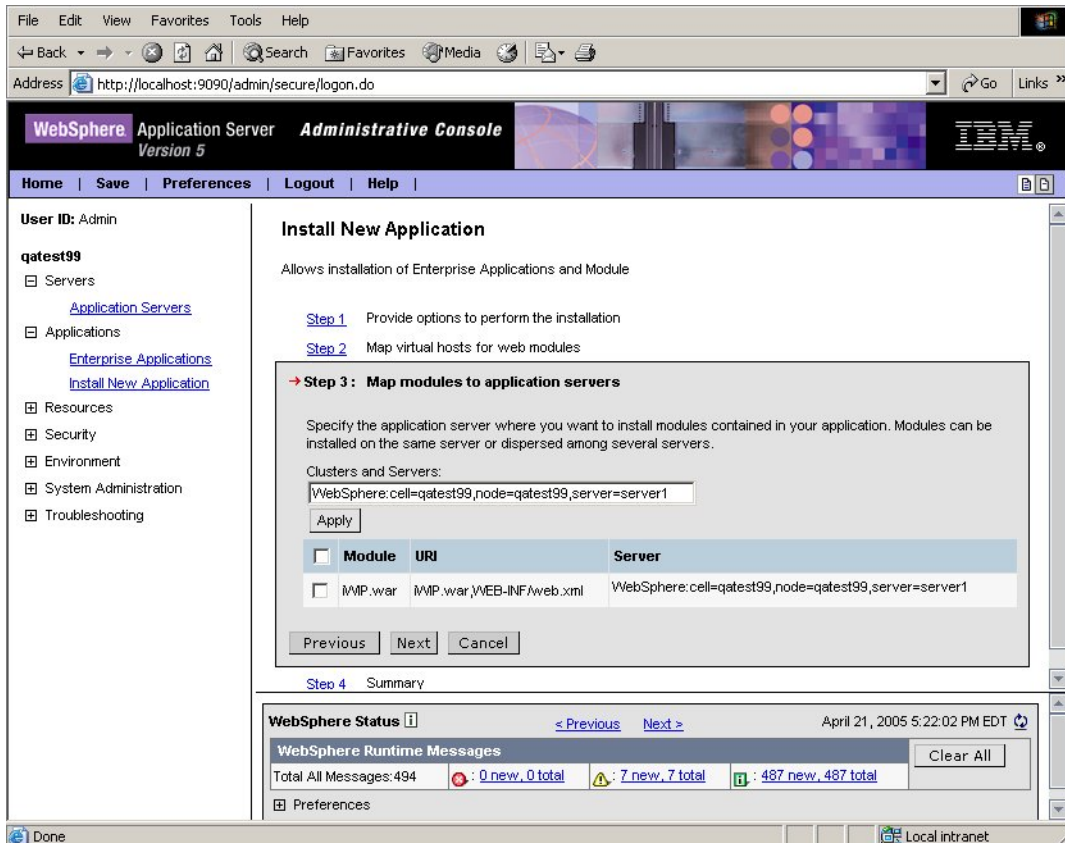 File Edit View Favorites Tools Help
Back Search Favorites Media
Address http://localhost:9090/admin/secure/logon.do Go Links »
WebSphere Application Server Administrative Console
Version 5
IBM®
Home | Save | Preferences | Logout | Help |
User ID: Admin
qatest99
Servers
Application Servers
Applications
Enterprise Applications
Install New Application
Resources
Security
Environment
System Administration
Troubleshooting
Install New Application
Allows installation of Enterprise Applications and Module
Step 1 Provide options to perform the installation
Step 2 Map virtual hosts for web modules
Step 3 : Map modules to application servers
Specify the application server where you want to install modules contained in your application. Modules can be
installed on the same server or dispersed among several servers.
Clusters and Servers:
WebSphere:cell=qatest99,node=qatest99,server=server1
Apply
Module URI Server
iWMP.war iWMP.war,WEB-INF/web.xml WebSphere:cell=qatest99,node=qatest99,server=server1
Previous Next Cancel
Step 4 Summary
WebSphere Status < Previous Next > April 21, 2005 5:22:02 PM EDT
WebSphere Runtime Messages Clear All
Total All Messages:494 : 0 new, 0 total : 7 new, 7 total : 487 new, 487 total
Preferences
Done Local intranet